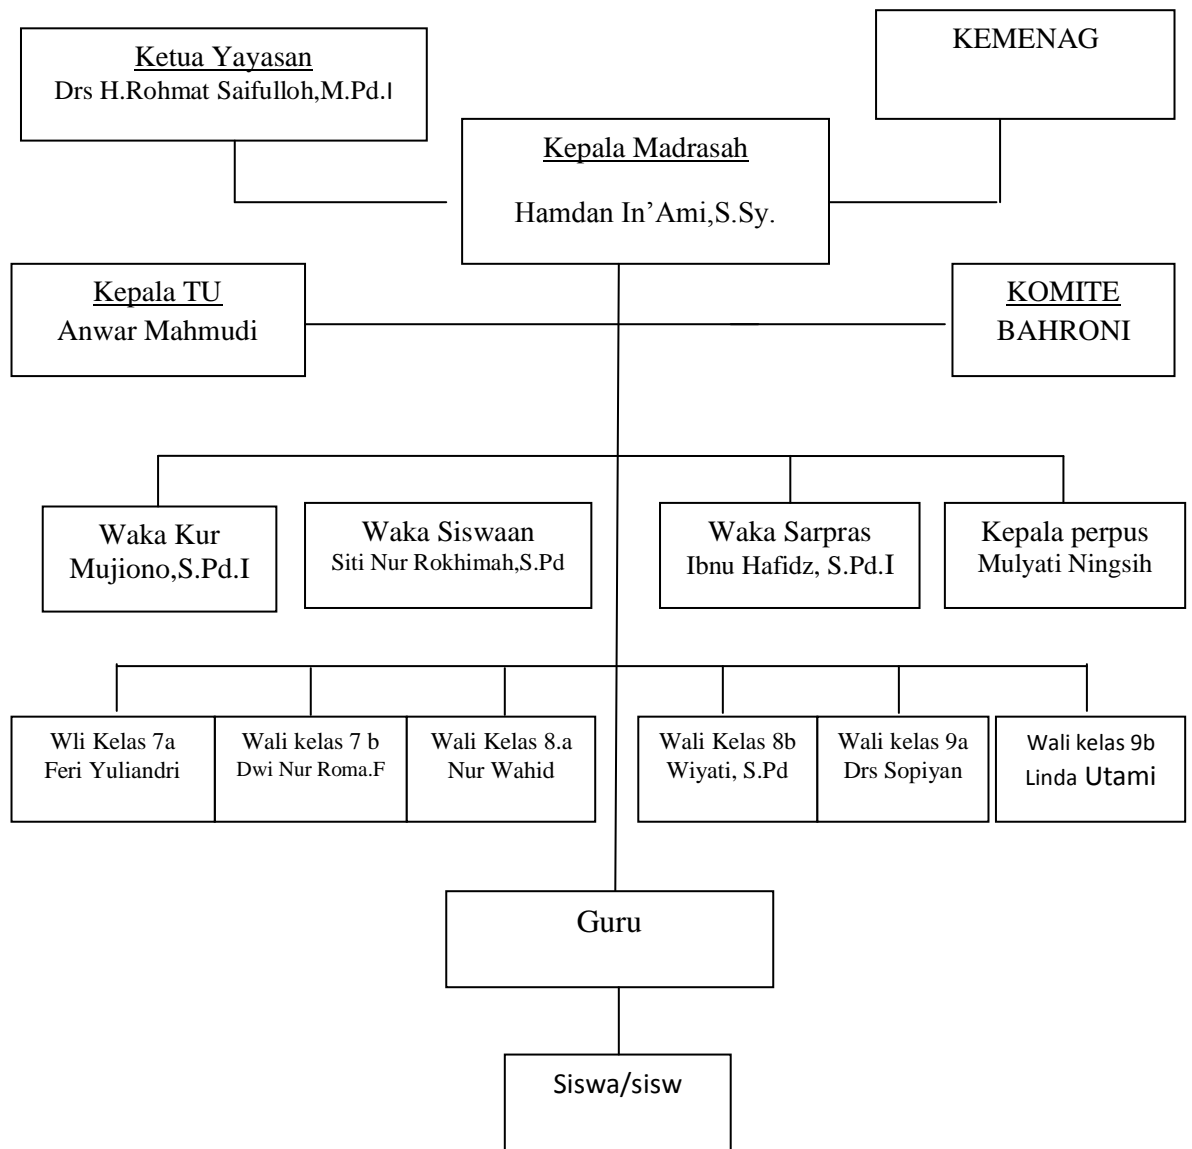 Ketua Yayasan
Drs H.Rohmat Saifulloh,M.Pd.I
KEMENAG
Kepala Madrasah
Hamdan In’Ami,S.Sy.
Kepala TU
Anwar Mahmudi
KOMITE
BAHRONI
Waka Kur
Mujiono,S.Pd.I
Waka Siswaan
Siti Nur Rokhimah,S.Pd
Waka Sarpras
Ibnu Hafidz, S.Pd.I
Kepala perpus
Mulyati Ningsih
Wli Kelas 7a
Feri Yuliandri
Wali kelas 7 b
Dwi Nur Roma.F
Wali Kelas 8.a
Nur Wahid
Wali Kelas 8b
Wiyati, S.Pd
Wali kelas 9a
Drs Sopiyan
Wali kelas 9b
Linda Utami
Guru
Siswa/sisw